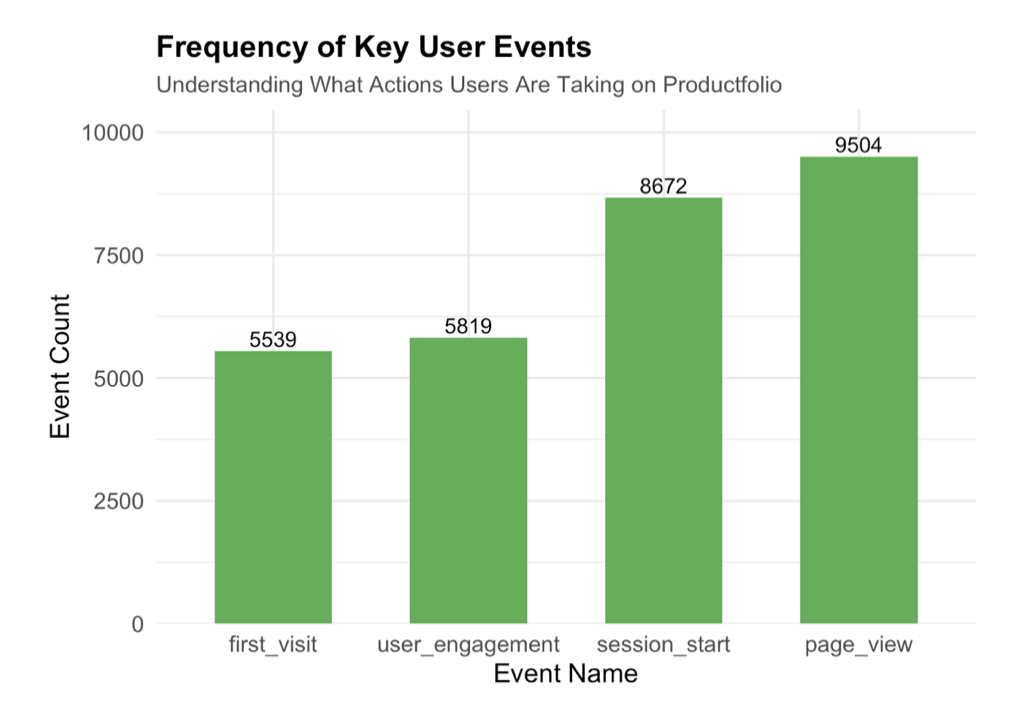 Frequency of Key User Events
Understanding What Actions Users Are Taking on Productfolio
Event Count
10000
7500
5000
2500
0
5539
5819
8672
9504
first_visit
user_engagement
session_start
page_view
Event Name